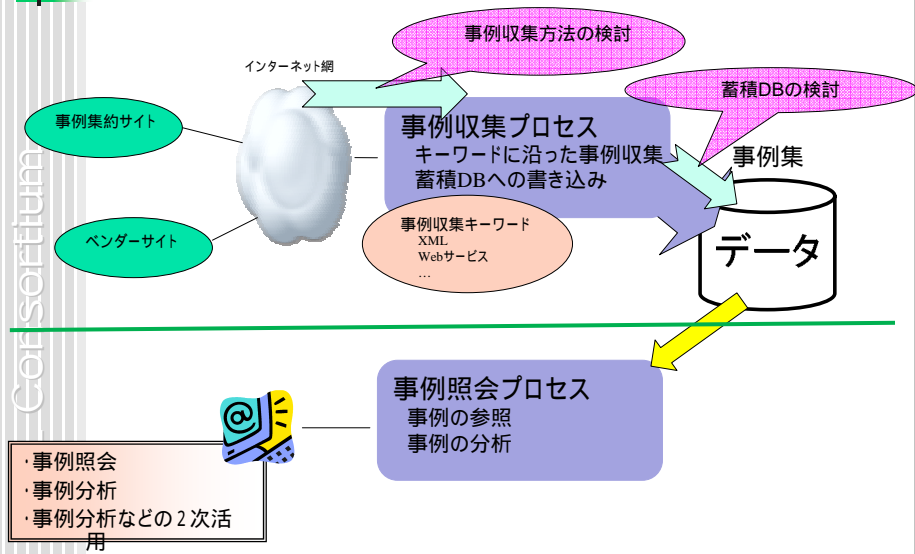 事例収集方法の検討
インターネット網
蓄積DBの検討
事例集約サイト
事例収集プロセス
キーワードに沿った事例収集
蓄積DBへの書き込み
事例集
ベンダーサイト
事例収集キーワード
XML
Webサービス
…
データ
Consortium
事例照会プロセス
事例の参照
事例の分析
・事例照会
・事例分析
・事例分析などの2次活
用